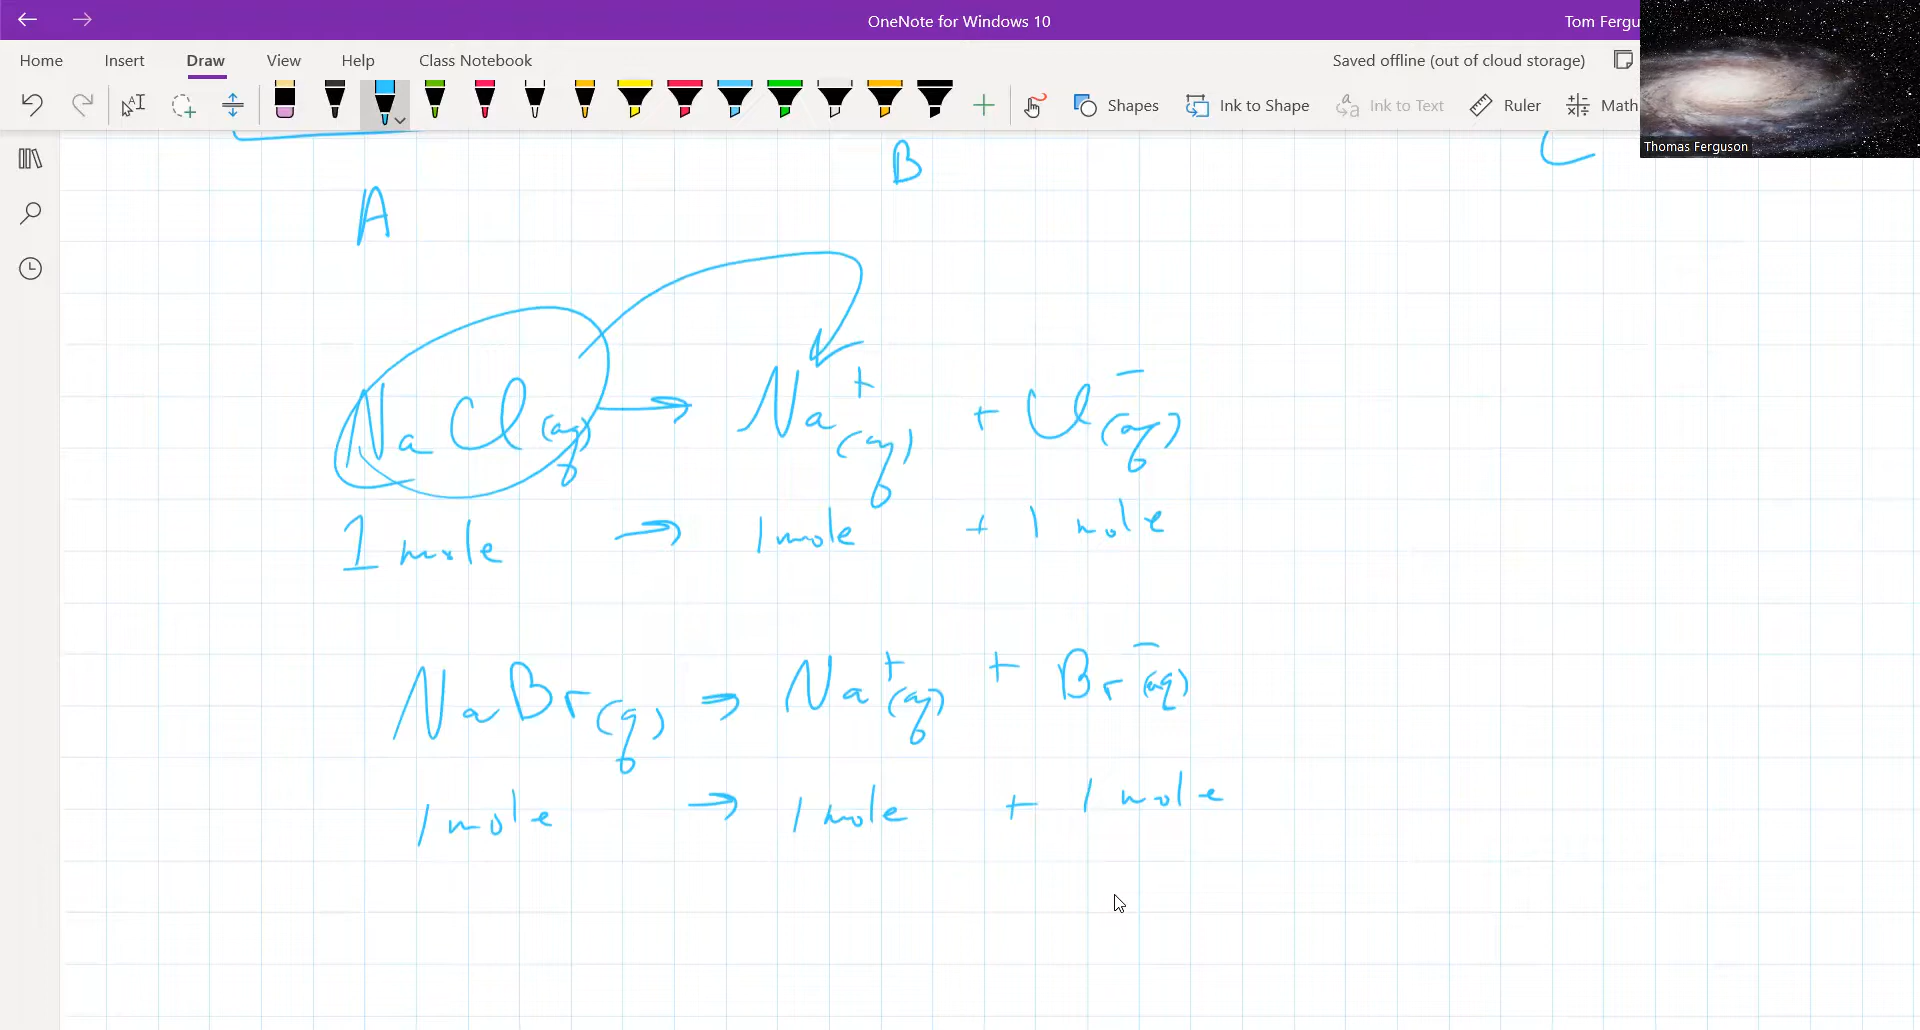 OneNote for Windows 10
Tom Fergu
Home Insert Draw View Help Class Notebook
Saved offline (out of cloud storage)
Shapes Ink to Shape Ink to Text Ruler Math
Thomas Ferguson
B
A
NaCl(aq) → Na+(aq) + Cl−(aq)
1 mole → 1 mole + 1 mole
NaBr(q) → Na+(aq) + Br−(aq)
1 mole → 1 mole + 1 mole